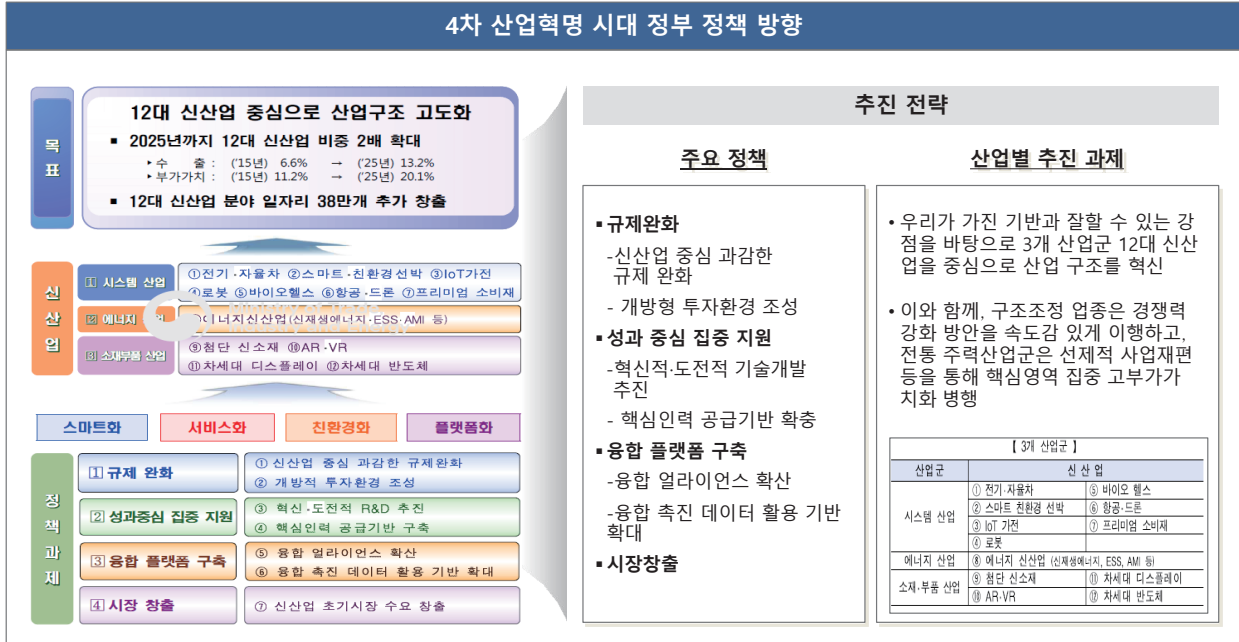 4차 산업혁명 시대 정부 정책 방향
목표
12대 신산업 중심으로 산업구조 고도화
▪ 2025년까지 12대 신산업 비중 2배 확대
▸수 출 : ('15년) 6.6% → ('25년) 13.2%
▸부가가치 : ('15년) 11.2% → ('25년) 20.1%
▪ 12대 신산업 분야 일자리 38만개 추가 창출
신산업
1 시스템 산업
①전기·자율차 ②스마트·친환경선박 ③IoT가전
④로봇 ⑤바이오헬스 ⑥항공·드론 ⑦프리미엄 소비재
2 에너지
에너지신산업(신재생에너지·ESS·AMI 등)
3 소재부품 산업
⑨첨단 신소재 ⑩AR·VR
⑪차세대 디스플레이 ⑫차세대 반도체
스마트화 서비스화 친환경화 플랫폼화
정책과제
1 규제 완화
① 신산업 중심 과감한 규제완화
② 개방적 투자환경 조성
2 성과중심 집중 지원
③ 혁신·도전적 R&D 추진
④ 핵심인력 공급기반 구축
3 융합 플랫폼 구축
⑤ 융합 얼라이언스 확산
⑥ 융합 촉진 데이터 활용 기반 확대
4 시장 창출
⑦ 신산업 초기시장 수요 창출
추진 전략
주요 정책
▪규제완화
-신산업 중심 과감한
규제 완화
- 개방형 투자환경 조성
▪성과 중심 집중 지원
-혁신적·도전적 기술개발
추진
- 핵심인력 공급기반 확충
▪융합 플랫폼 구축
-융합 얼라이언스 확산
-융합 촉진 데이터 활용 기반
확대
▪시장창출
산업별 추진 과제
• 우리가 가진 기반과 잘할 수 있는 강
점을 바탕으로 3개 산업군 12대 신산
업을 중심으로 산업 구조를 혁신
• 이와 함께, 구조조정 업종은 경쟁력
강화 방안을 속도감 있게 이행하고,
전통 주력산업군은 선제적 사업재편
등을 통해 핵심영역 집중 고부가가
치화 병행
【 3개 산업군 】
산업군 신 산 업
시스템 산업
① 전기·자율차 ⑤ 바이오 헬스
② 스마트 친환경 선박 ⑥ 항공·드론
③ IoT 가전 ⑦ 프리미엄 소비재
④ 로봇
에너지 산업 ⑧ 에너지 신산업 (신재생에너지, ESS, AMI 등)
소재·부품 산업
⑨ 첨단 신소재 ⑪ 차세대 디스플레이
⑩ AR·VR ⑫ 차세대 반도체